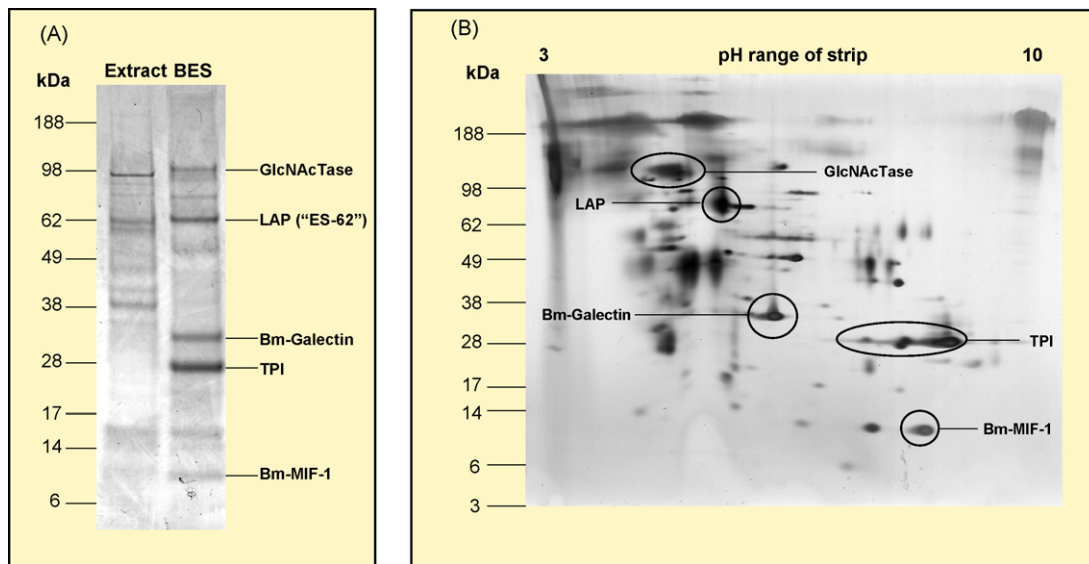 (A)
kDa
Extract BES
188
98
62
49
38
28
17
14
6
GlcNAcTase
LAP (“ES-62”)
Bm-Galectin
TPI
Bm-MIF-1
(B)
3 pH range of strip 10
kDa
188
98
62
49
38
28
17
14
6
3
GlcNAcTase
LAP
Bm-Galectin
TPI
Bm-MIF-1